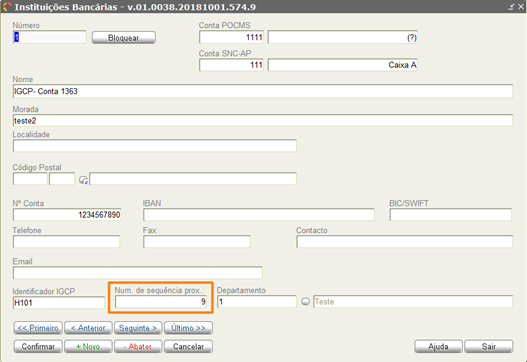 Instituições Bancárias - v.01.0038.20181001.574.9
Número Conta POCMS
1 Bloquear 1111 (?)
Conta SNC-AP
111 Caixa A
Nome
IGCP- Conta 1363
Morada
teste2
Localidade
Código Postal
Nº Conta IBAN BIC/SWIFT
1234567890
Telefone Fax Contacto
Email
Identificador IGCP Num. de sequência prox.: Departamento
H101 9 1 Teste
<< Primeiro < Anterior Seguinte > Último >>
Confirmar + Novo - Abater Cancelar Ajuda Sair